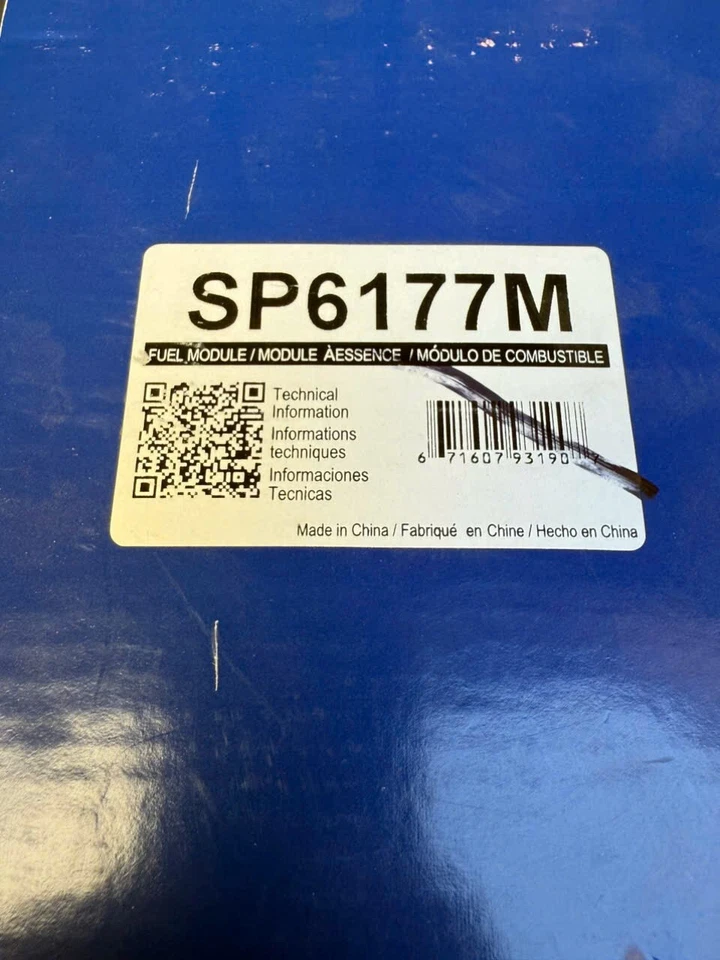 SP6177M
FUEL MODULE / MODULE ÀESSENCE / MÓDULO DE COMBUSTIBLE
Technical
Information
Informations
techniques
Informaciones
Tecnicas
6 71607 93190
Made in China / Fabriqué en Chine / Hecho en China